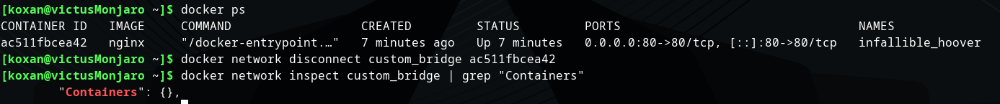 [koxan@victusMonjaro ~]$ docker ps
CONTAINER ID   IMAGE     COMMAND                  CREATED         STATUS         PORTS                                 NAMES
ac511fbcea42   nginx     "/docker-entrypoint.…"   7 minutes ago   Up 7 minutes   0.0.0.0:80->80/tcp, [::]:80->80/tcp   infallible_hoover
[koxan@victusMonjaro ~]$ docker network disconnect custom_bridge ac511fbcea42
[koxan@victusMonjaro ~]$ docker network inspect custom_bridge | grep "Containers"
        "Containers": {},